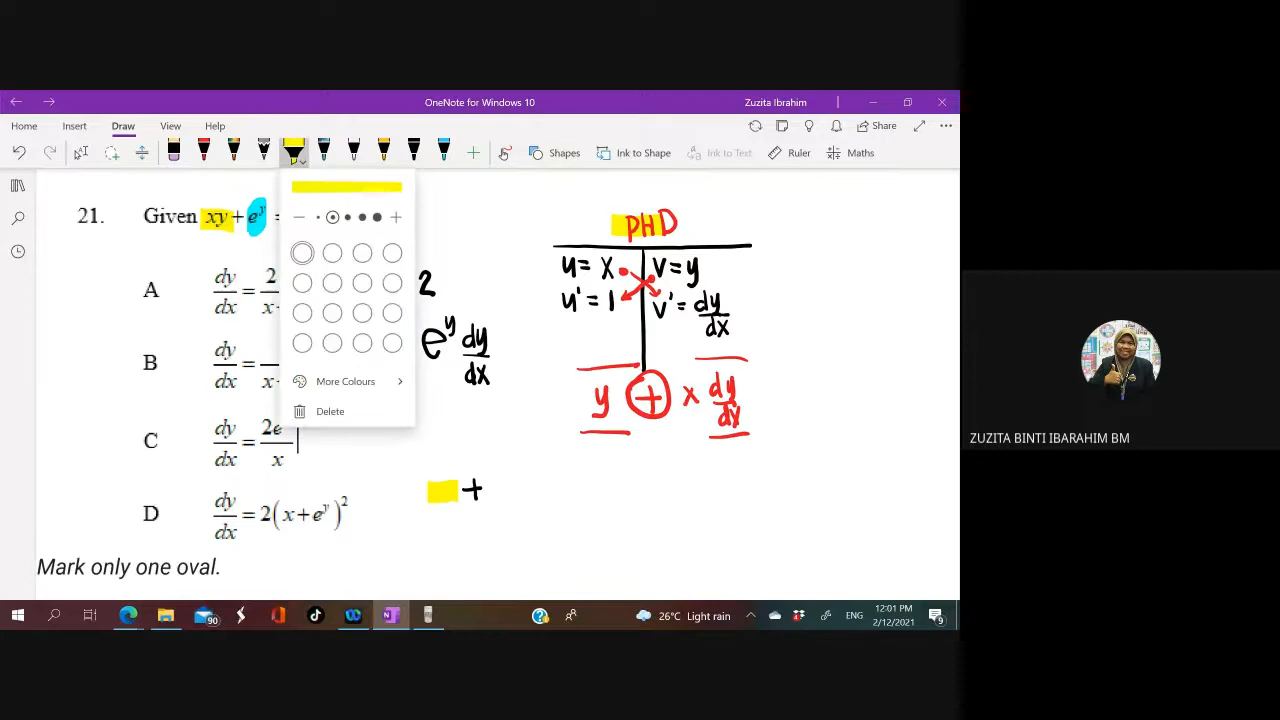 OneNote for Windows 10
Zuzita Ibrahim
Home Insert Draw View Help
Share
Shapes
Ink to Shape
Ink to Text
Ruler
Maths
21. Given xy + e^y =
A dy/dx = 2/x+
B dy/dx = /x+
C dy/dx = 2e/x
D dy/dx = 2(x+e^y)^2
Mark only one oval.
More Colours
Delete
2
e^y dy/dx
+
PHD
u = x v = y
u' = 1 v' = dy/dx
y + x dy/dx
ZUZITA BINTI IBARAHIM BM
90
26°C Light rain
4
ENG
12:01 PM
2/12/2021
9